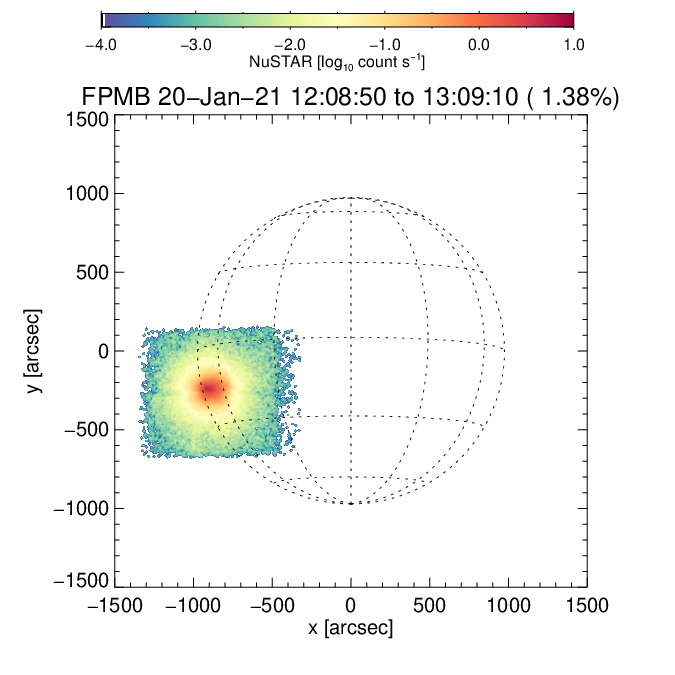 −4.0 −3.0 −2.0 −1.0 0.0 1.0
NuSTAR [log₁₀ count s⁻¹]
FPMB 20−Jan−21 12:08:50 to 13:09:10 ( 1.38%)
1500
1000
500
0
−500
−1000
−1500
y [arcsec]
−1500 −1000 −500 0 500 1000 1500
x [arcsec]